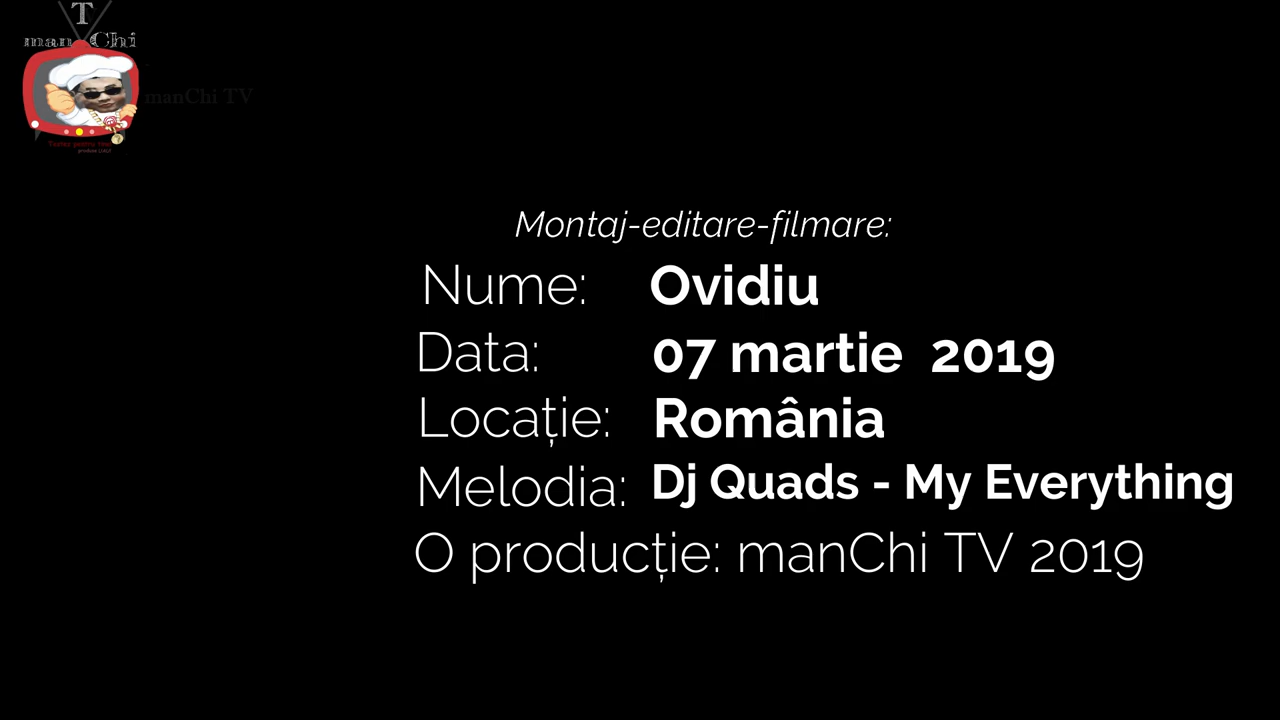 T
manChi
manChi TV
Montaj-editare-filmare:
Nume: Ovidiu
Data: 07 martie 2019
Locație: România
Melodia: Dj Quads - My Everything
O producție: manChi TV 2019